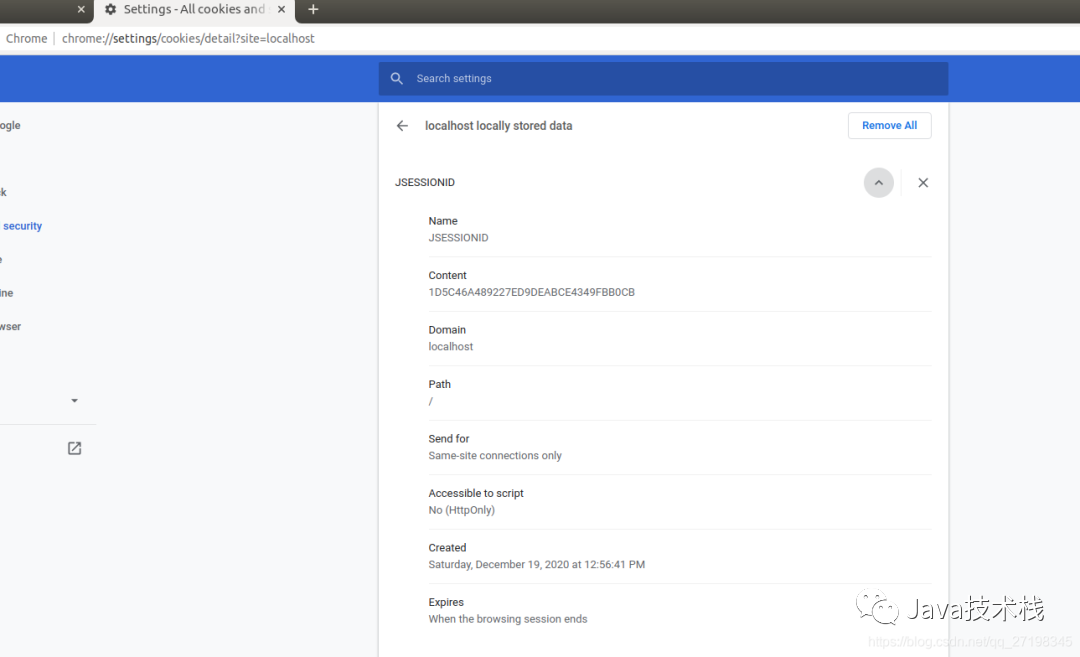 Settings - All cookies and
Chrome chrome://settings/cookies/detail?site=localhost
Search settings
ogle
localhost locally stored data
Remove All
JSESSIONID
k
security
e
ine
wser
Name
JSESSIONID
Content
1D5C46A489227ED9DEABCE4349FBB0CB
Domain
localhost
Path
/
Send for
Same-site connections only
Accessible to script
No (HttpOnly)
Created
Saturday, December 19, 2020 at 12:56:41 PM
Expires
When the browsing session ends
Java技术栈
https://blog.csdn.net/qq_27198345